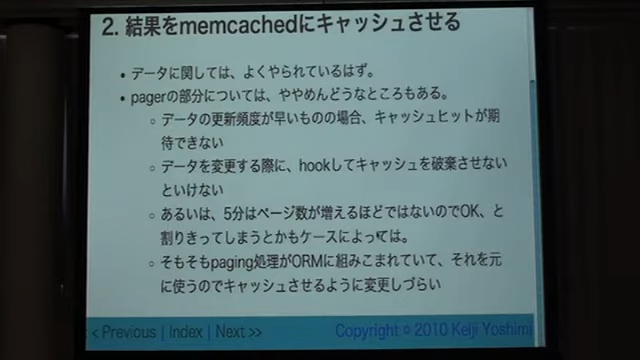 2. 結果をmemcachedにキャッシュさせる
• データに関しては、よくやられているはず。
• pagerの部分については、ややめんどうなところもある。
○ データの更新頻度が早いものの場合、キャッシュヒットが期
待できない
○ データを変更する際に、hookしてキャッシュを破棄させない
といけない
○ あるいは、5分はページ数が増えるほどではないのでOK、と
割りきってしまうとかもケースによっては。
○ そもそもpaging処理がORMに組みこまれていて、それを元
に使うのでキャッシュさせるように変更しづらい
< Previous | Index | Next >>
Copyright © 2010 Keiji Yoshimi